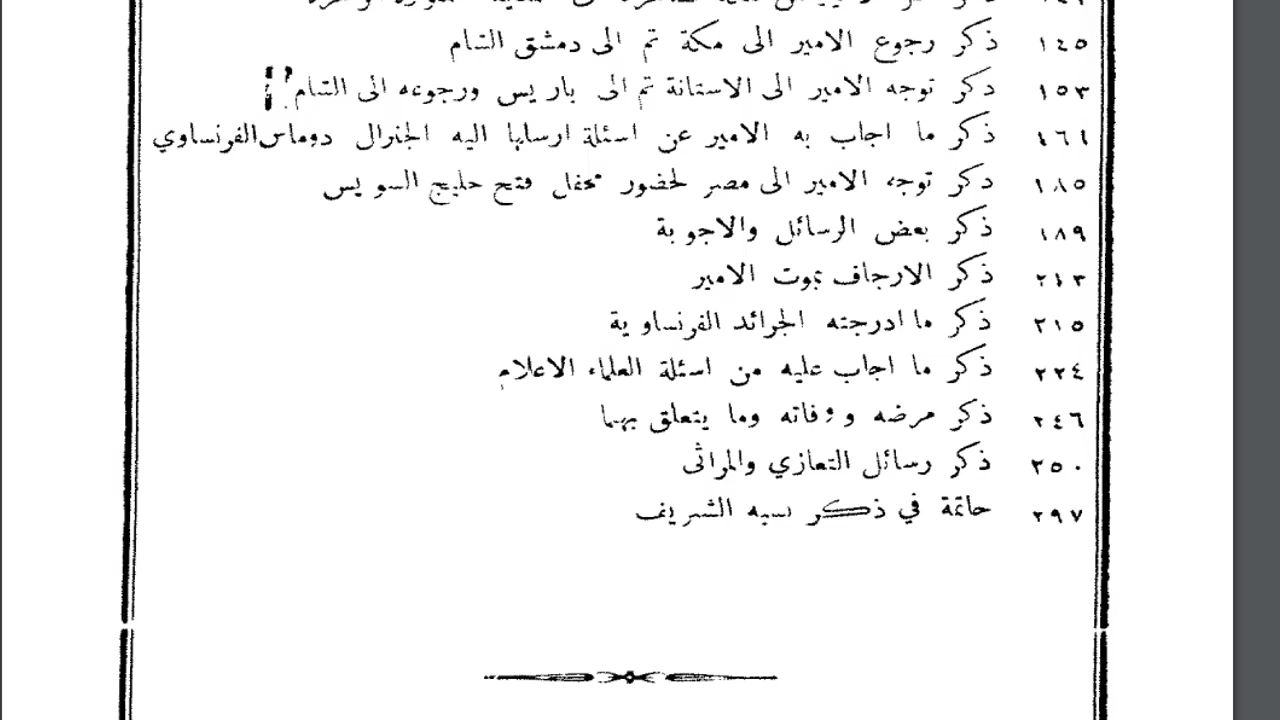 ١٤٥ ذكر رجوع الامير الى مكة ثم الى دمشق الشام
١٥٣ ذكر توجه الامير الى الاستانة ثم الى باريس ورجوعه الى الشام
١٦١ ذكر ما اجاب به الامير عن اسئلة ارسلها اليه الجنرال دوماس الفرنساوي
١٨٥ ذكر توجه الامير الى مصر لحضور محفل فتح خليج السويس
١٨٩ ذكر بعض الرسائل والاجوبة
٢١٣ ذكر الارجاف بموت الامير
٢١٥ ذكر ما ادرجته الجرائد الفرنساوية
٢٢٤ ذكر ما اجاب عليه من اسئلة العلماء الاعلام
٢٤٦ ذكر مرضه ووفاته وما يتعلق بهما
٢٥٠ ذكر رسائل التعازي والمراثى
٢٩٧ خاتمة في ذكر نسبه الشريف